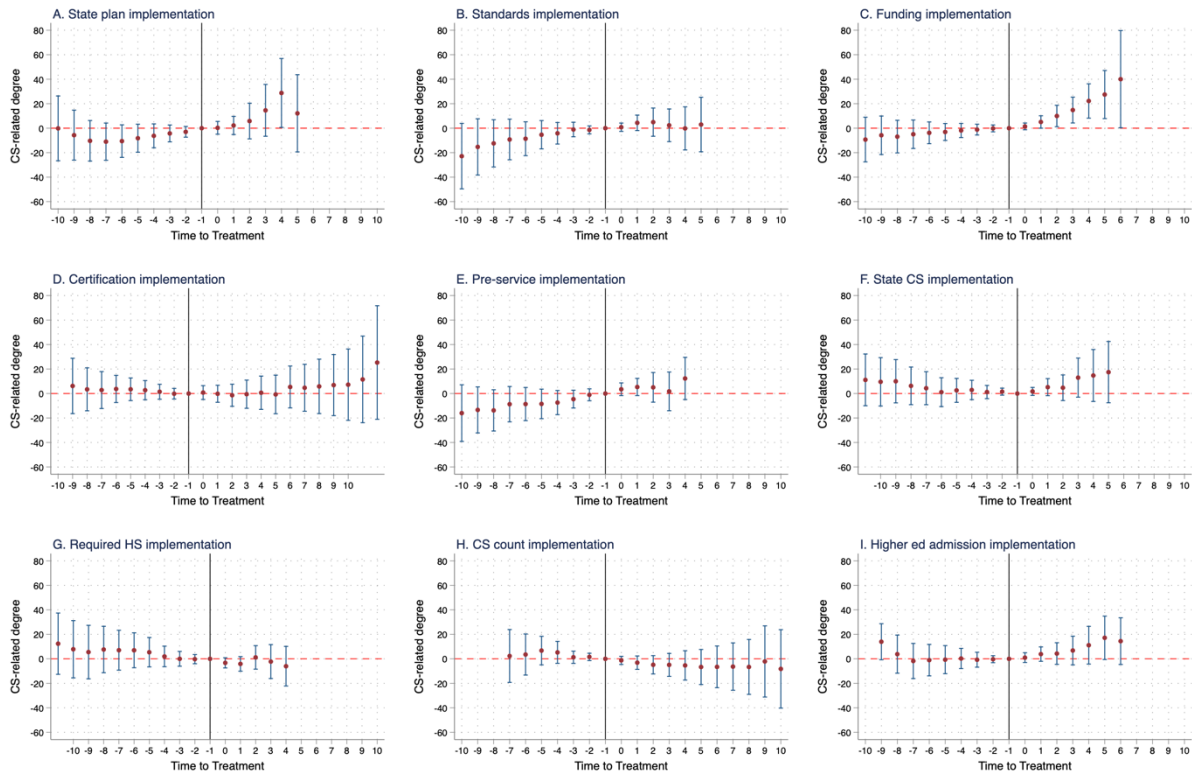 A. State plan implementation
80
60
40
20
0
-20
-40
-60
CS-related degree
-10 -9 -8 -7 -6 -5 -4 -3 -2 -1 0 1 2 3 4 5 6 7 8 9 10
Time to Treatment
B. Standards implementation
80
60
40
20
0
-20
-40
-60
CS-related degree
-10 -9 -8 -7 -6 -5 -4 -3 -2 -1 0 1 2 3 4 5 6 7 8 9 10
Time to Treatment
C. Funding implementation
80
60
40
20
0
-20
-40
-60
CS-related degree
-10 -9 -8 -7 -6 -5 -4 -3 -2 -1 0 1 2 3 4 5 6 7 8 9 10
Time to Treatment
D. Certification implementation
80
60
40
20
0
-20
-40
-60
CS-related degree
-10 -9 -8 -7 -6 -5 -4 -3 -2 -1 0 1 2 3 4 5 6 7 8 9 10
Time to Treatment
E. Pre-service implementation
80
60
40
20
0
-20
-40
-60
CS-related degree
-10 -9 -8 -7 -6 -5 -4 -3 -2 -1 0 1 2 3 4 5 6 7 8 9 10
Time to Treatment
F. State CS implementation
80
60
40
20
0
-20
-40
-60
CS-related degree
-10 -9 -8 -7 -6 -5 -4 -3 -2 -1 0 1 2 3 4 5 6 7 8 9 10
Time to Treatment
G. Required HS implementation
80
60
40
20
0
-20
-40
-60
CS-related degree
-10 -9 -8 -7 -6 -5 -4 -3 -2 -1 0 1 2 3 4 5 6 7 8 9 10
Time to Treatment
H. CS count implementation
80
60
40
20
0
-20
-40
-60
CS-related degree
-10 -9 -8 -7 -6 -5 -4 -3 -2 -1 0 1 2 3 4 5 6 7 8 9 10
Time to Treatment
I. Higher ed admission implementation
80
60
40
20
0
-20
-40
-60
CS-related degree
-10 -9 -8 -7 -6 -5 -4 -3 -2 -1 0 1 2 3 4 5 6 7 8 9 10
Time to Treatment